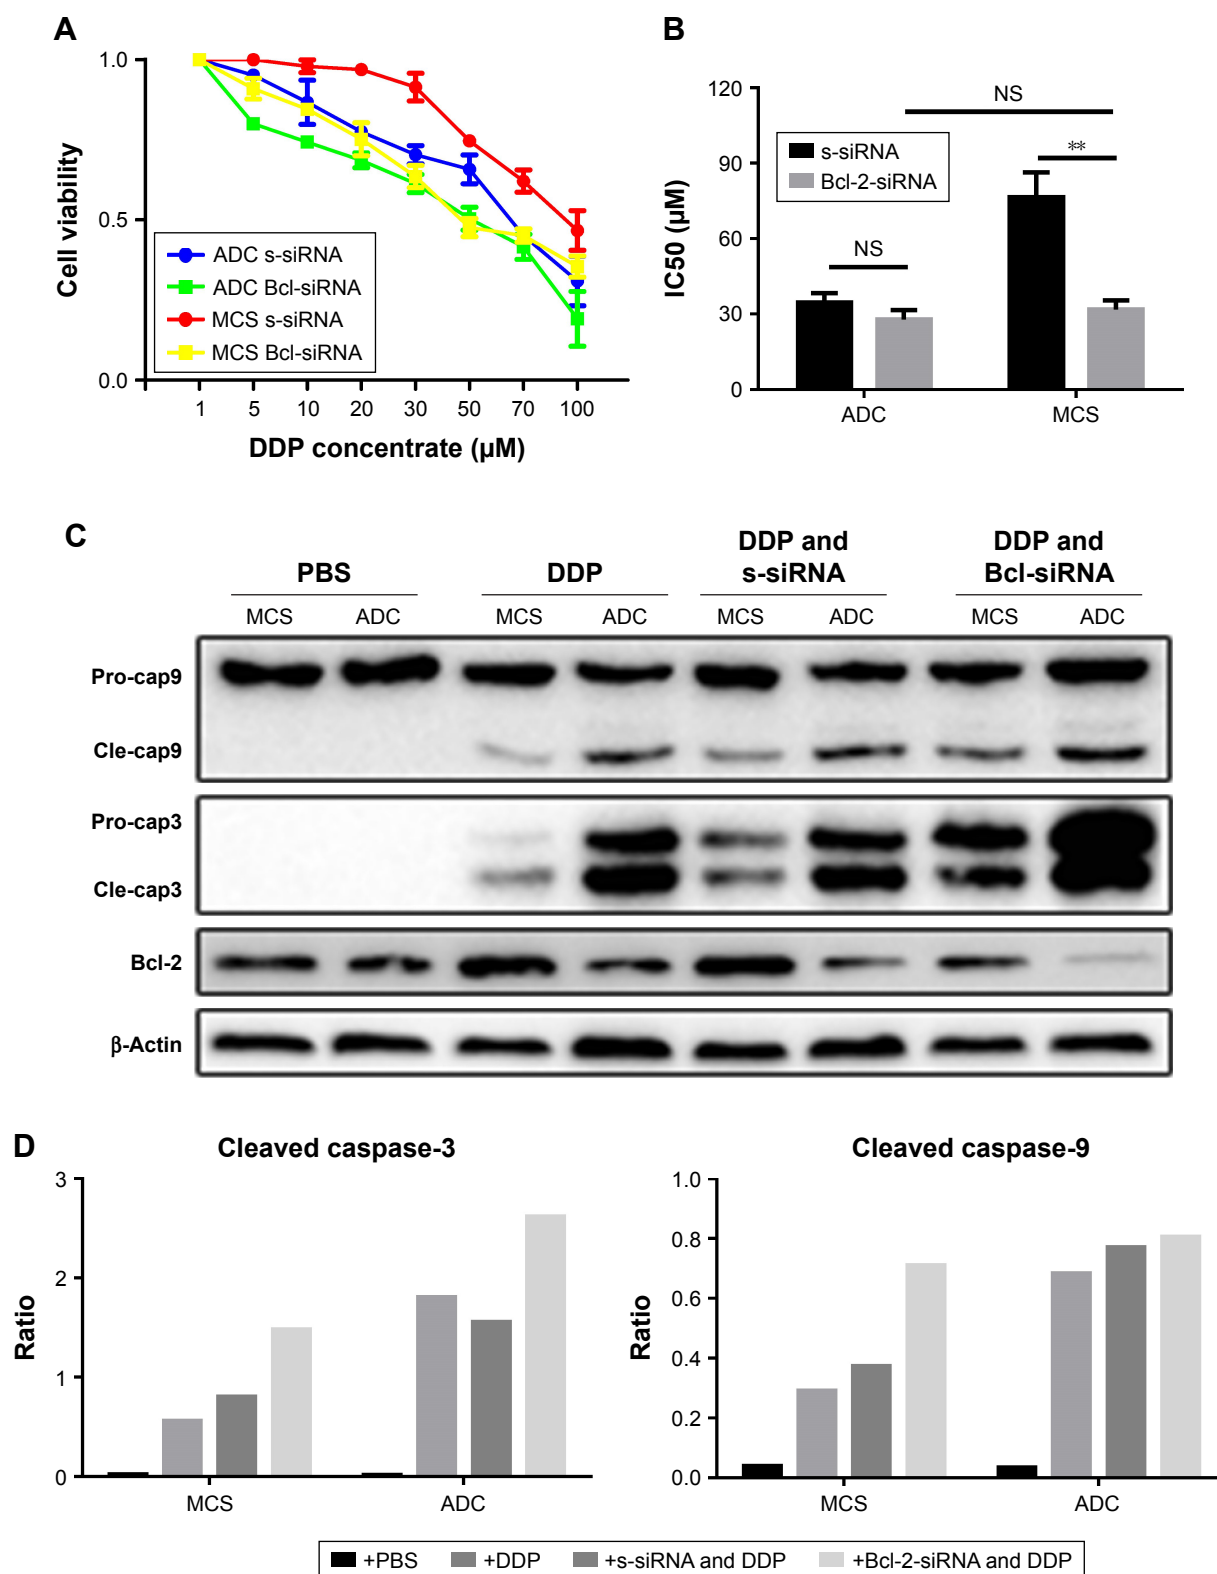 A
1.0
0.5
0.0
Cell viability
ADC s-siRNA
ADC Bcl-siRNA
MCS s-siRNA
MCS Bcl-siRNA
1 5 10 20 30 50 70 100
DDP concentrate (µM)
B
120
90
60
30
0
IC50 (µM)
s-siRNA
Bcl-2-siRNA
NS
NS
**
ADC MCS
C
PBS DDP DDP and s-siRNA DDP and Bcl-siRNA
MCS ADC MCS ADC MCS ADC MCS ADC
Pro-cap9
Cle-cap9
Pro-cap3
Cle-cap3
Bcl-2
β-Actin
D
Cleaved caspase-3
3
2
1
0
Ratio
MCS ADC
Cleaved caspase-9
1.0
0.8
0.6
0.4
0.2
0.0
Ratio
MCS ADC
+PBS +DDP +s-siRNA and DDP +Bcl-2-siRNA and DDP